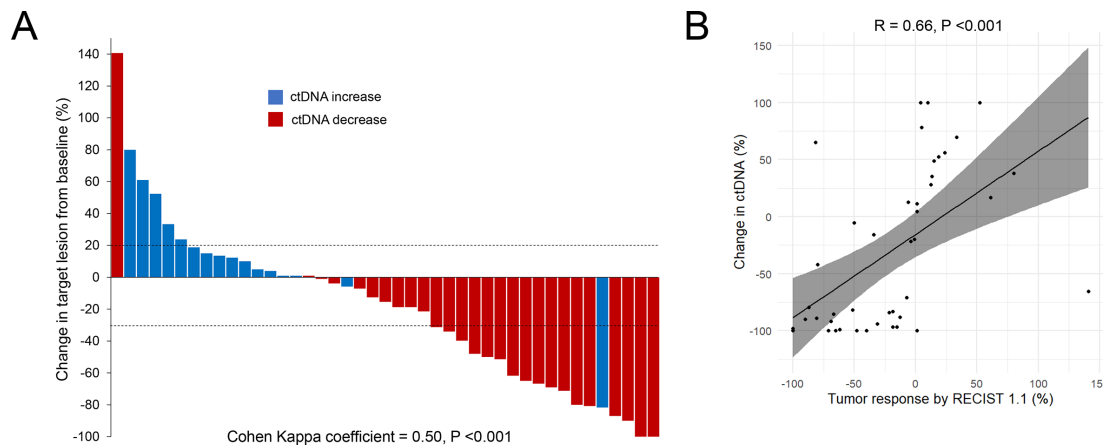 A
Change in target lesion from baseline (%)
140
120
100
80
60
40
20
0
-20
-40
-60
-80
-100
ctDNA increase
ctDNA decrease
Cohen Kappa coefficient = 0.50, P <0.001
B
R = 0.66, P <0.001
Change in ctDNA (%)
150
100
50
0
-50
-100
-100
-50
0
50
100
15
Tumor response by RECIST 1.1 (%)